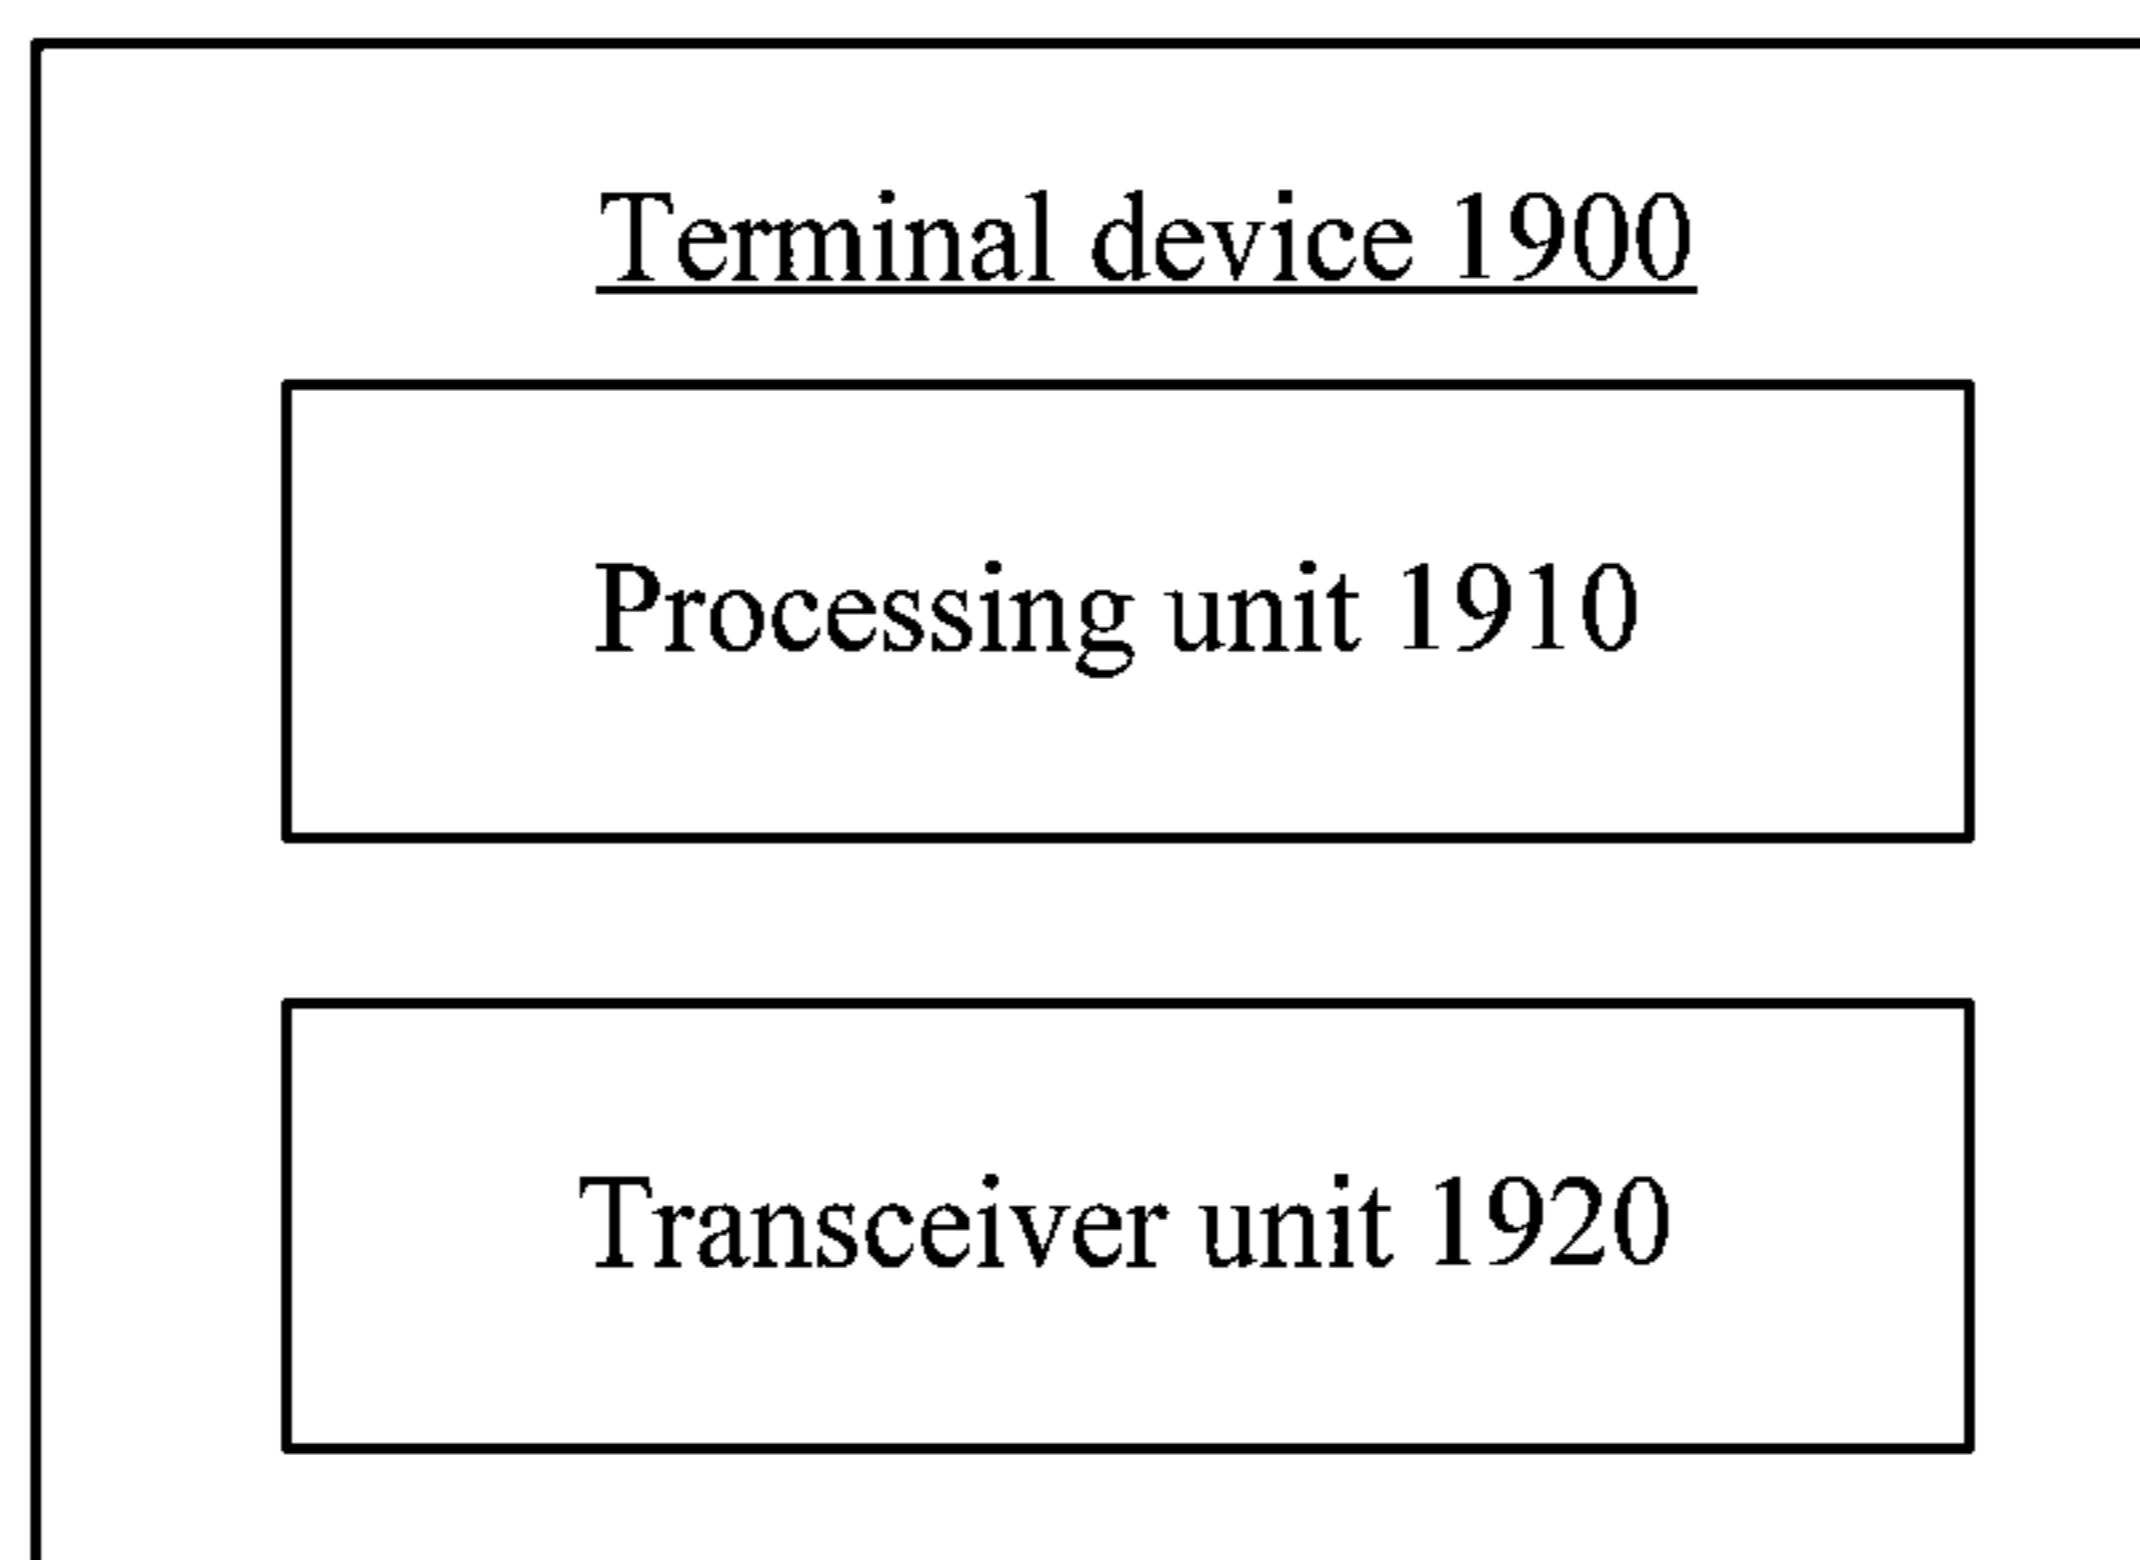 Terminal device 1900
Processing unit 1910
Transceiver unit 1920